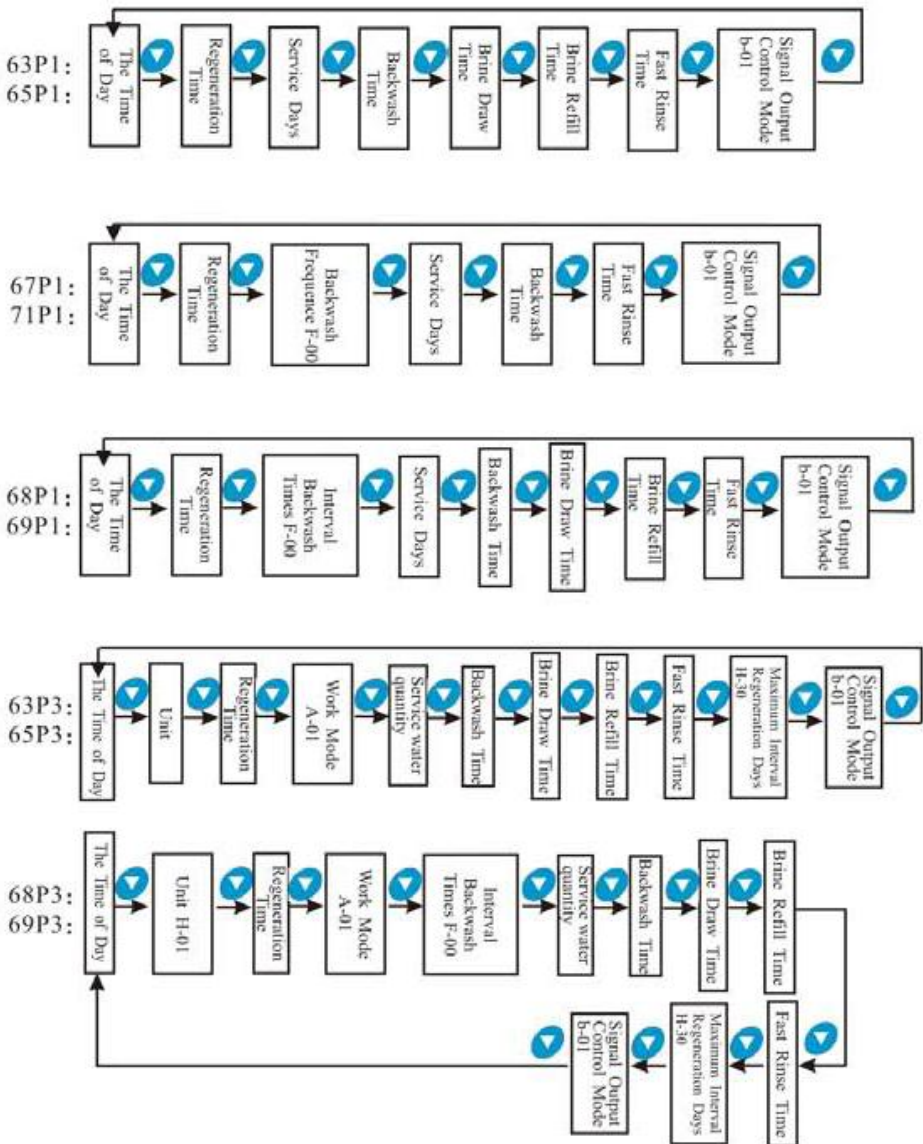 63P1:
65P1:
The Time
of Day
Regeneration
Time
Service Days
Backwash
Time
Brine Draw
Time
Brine Refill
Time
Fast Rinse
Time
Signal Output
Control Mode
b-01
67P1:
71P1:
The Time
of Day
Regeneration
Time
Backwash
Frequence F-00
Service Days
Backwash
Time
Fast Rinse
Time
Signal Output
Control Mode
b-01
68P1:
69P1:
The Time
of Day
Regeneration
Time
Interval
Backwash
Times F-00
Service Days
Backwash Time
Brine Draw Time
Brine Refill
Time
Fast Rinse
Time
Signal Output
Control Mode
b-01
63P3:
65P3:
The Time of Day
Unit
Regeneration
Time
Work Mode
A-01
Service water
quantity
Backwash Time
Brine Draw Time
Brine Refill Time
Fast Rinse Time
Maximum Interval
Regeneration Days
H-30
Signal Output
Control Mode
b-01
68P3:
69P3:
The Time of Day
Unit H-01
Regeneration
Time
Work Mode
A-01
Interval
Backwash
Times F-00
Service water
quantity
Backwash Time
Brine Draw Time
Brine Refill Time
Fast Rinse Time
Maximum Interval
Regeneration Days
H-30
Signal Output
Control Mode
b-01